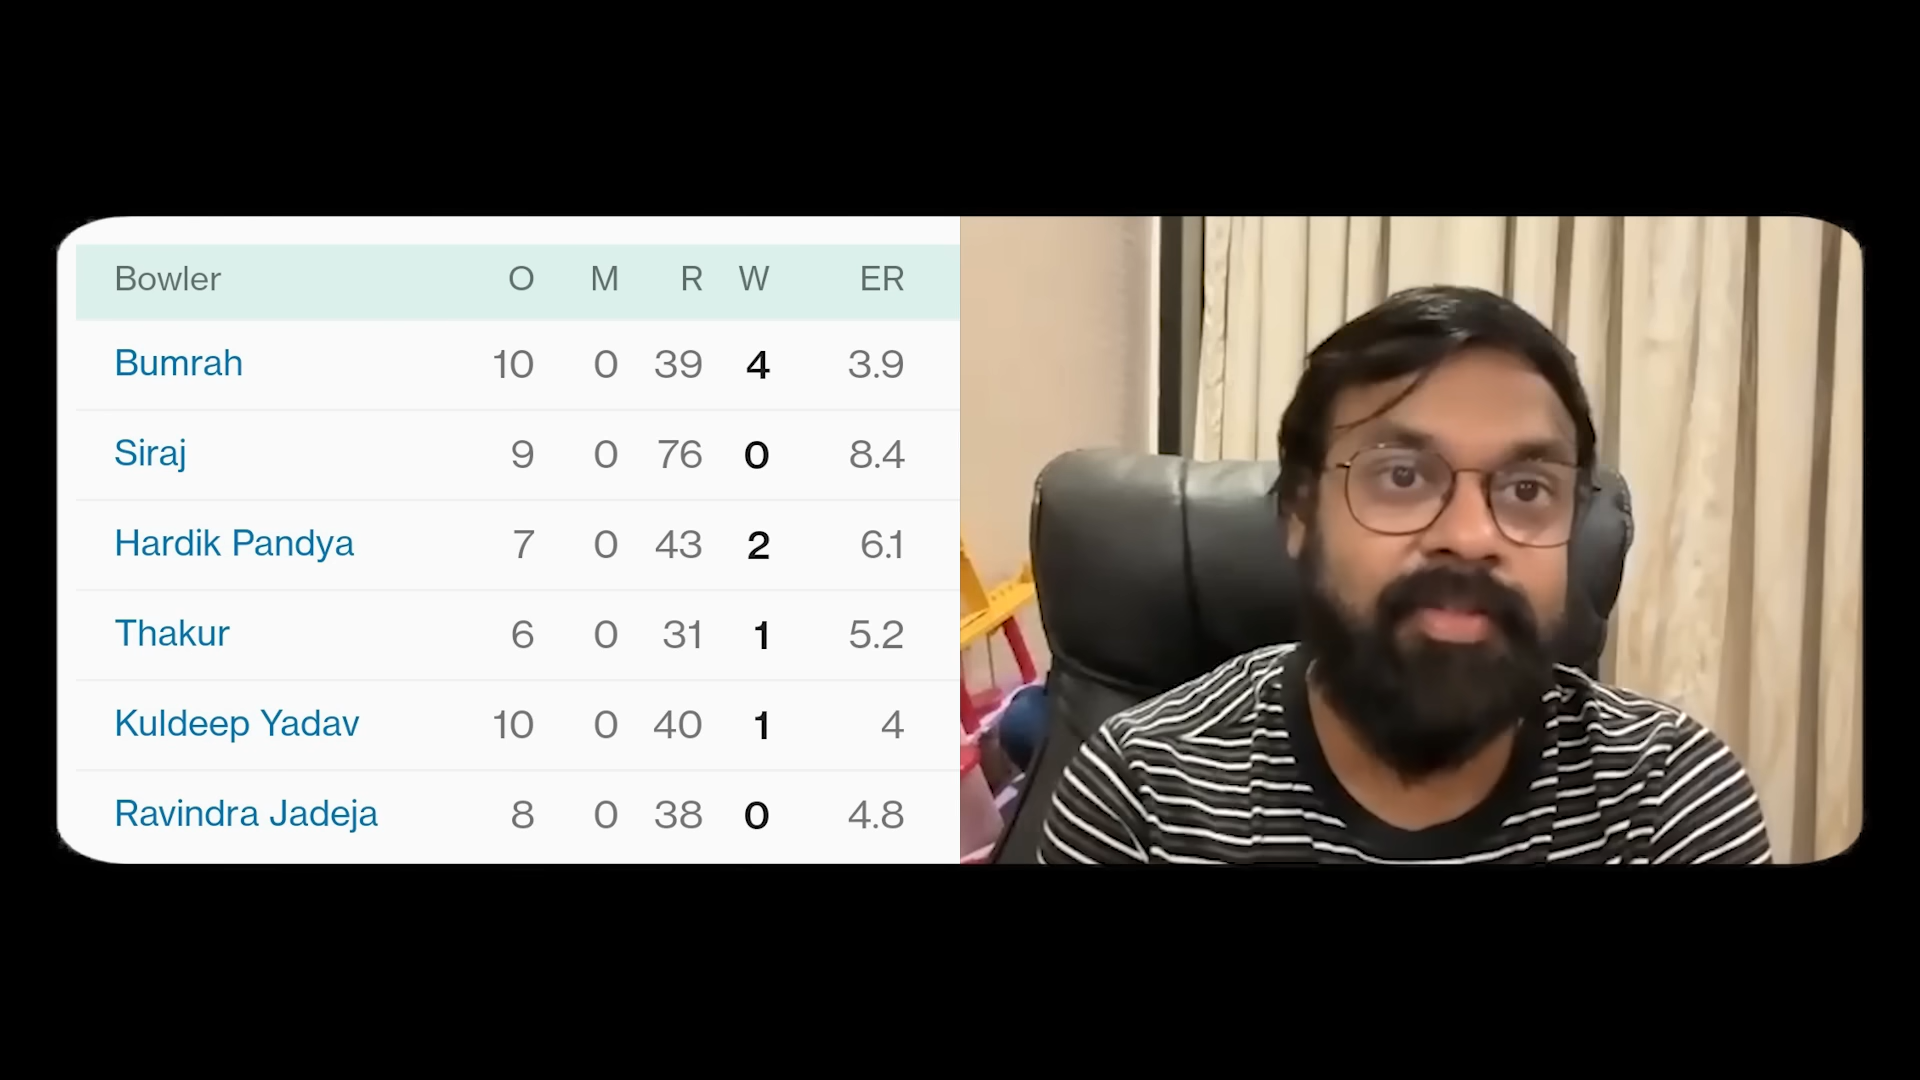 Bowler O M R W ER
Bumrah 10 0 39 4 3.9
Siraj 9 0 76 0 8.4
Hardik Pandya 7 0 43 2 6.1
Thakur 6 0 31 1 5.2
Kuldeep Yadav 10 0 40 1 4
Ravindra Jadeja 8 0 38 0 4.8